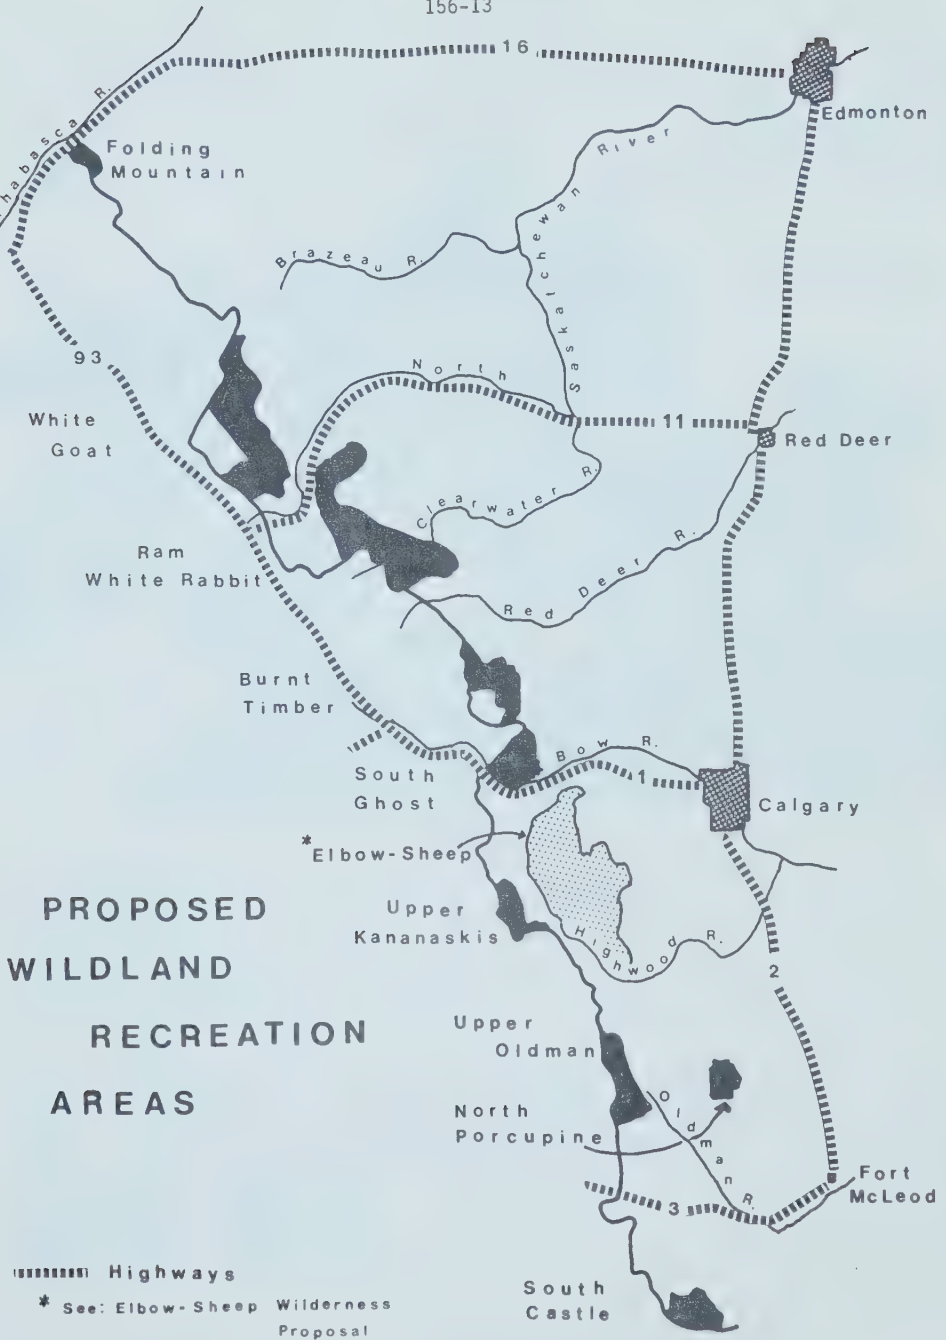 156-13
16
Edmonton
Athabasca R.
Folding
Mountain
River
Saskatchewan
Brazeau R.
93
North
11
Red Deer
White
Goat
Clearwater R.
Ram
White Rabbit
Red Deer R.
Burnt
Timber
Bow R.
1
Calgary
South
Ghost
* Elbow-Sheep
Upper
Kananaskis
Highwood R.
2
PROPOSED
WILDLAND
RECREATION
AREAS
Upper
Oldman
North
Porcupine
Oldman R.
Fort
McLeod
3
Highways
* See: Elbow-Sheep Wilderness
Proposal
South
Castle